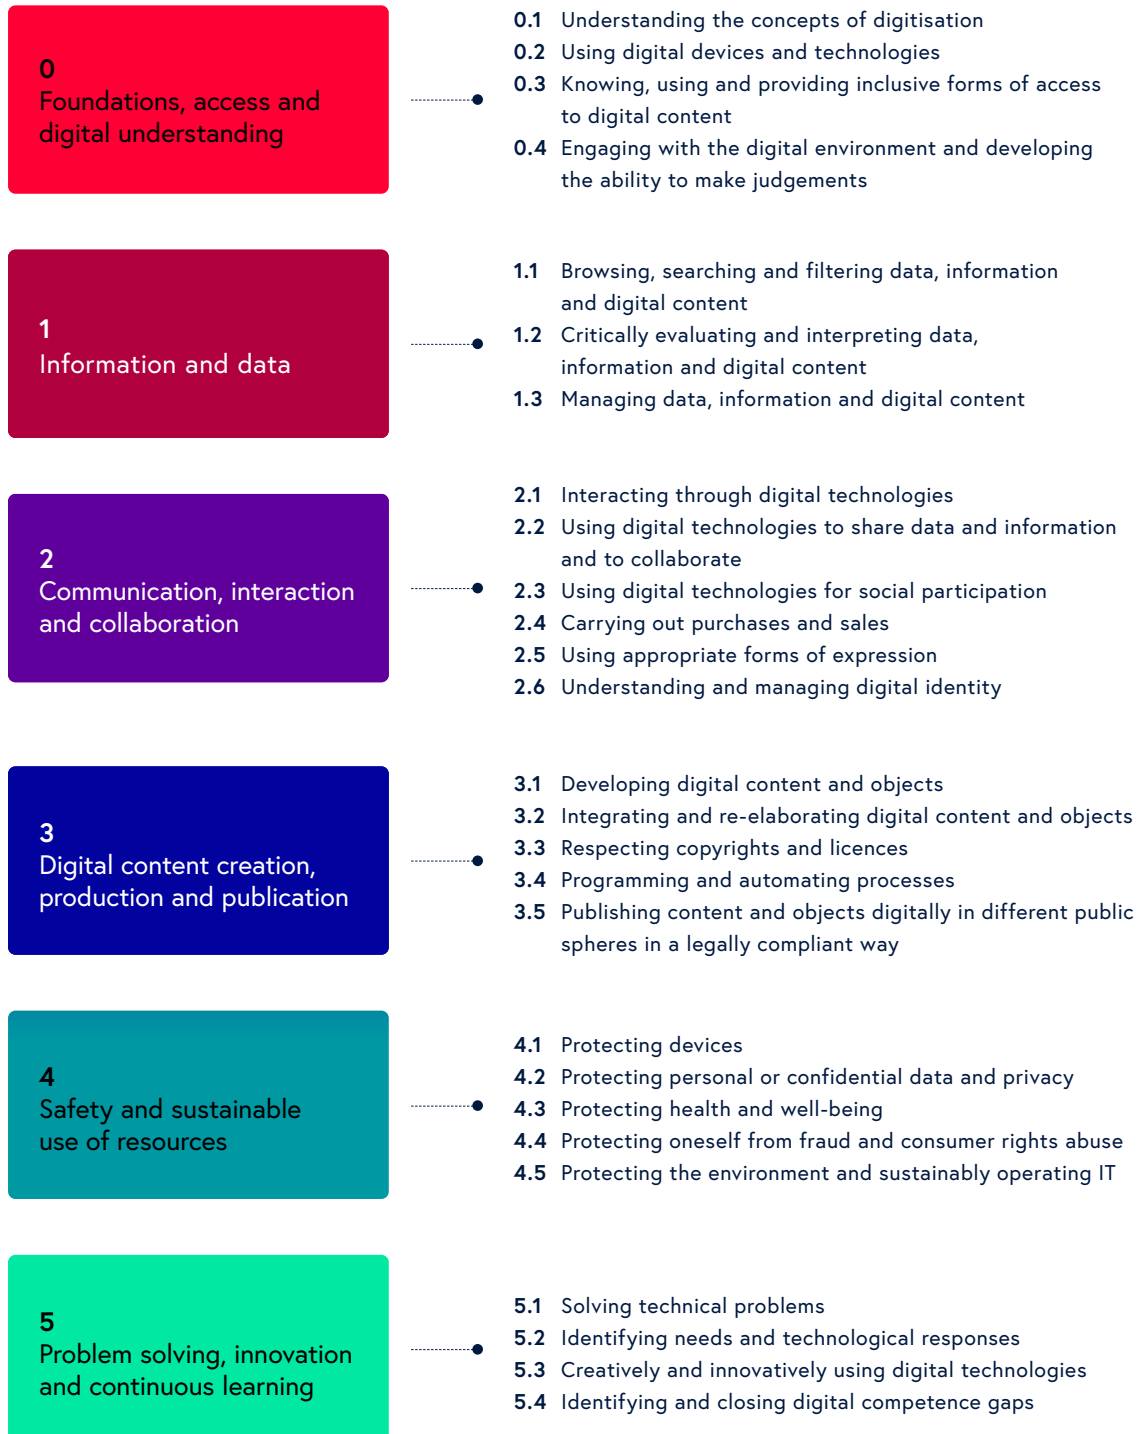 0
Foundations, access and
digital understanding
0.1 Understanding the concepts of digitisation
0.2 Using digital devices and technologies
0.3 Knowing, using and providing inclusive forms of access
to digital content
0.4 Engaging with the digital environment and developing
the ability to make judgements
1
Information and data
1.1 Browsing, searching and filtering data, information
and digital content
1.2 Critically evaluating and interpreting data,
information and digital content
1.3 Managing data, information and digital content
2
Communication, interaction
and collaboration
2.1 Interacting through digital technologies
2.2 Using digital technologies to share data and information
and to collaborate
2.3 Using digital technologies for social participation
2.4 Carrying out purchases and sales
2.5 Using appropriate forms of expression
2.6 Understanding and managing digital identity
3
Digital content creation,
production and publication
3.1 Developing digital content and objects
3.2 Integrating and re-elaborating digital content and objects
3.3 Respecting copyrights and licences
3.4 Programming and automating processes
3.5 Publishing content and objects digitally in different public
spheres in a legally compliant way
4
Safety and sustainable
use of resources
4.1 Protecting devices
4.2 Protecting personal or confidential data and privacy
4.3 Protecting health and well-being
4.4 Protecting oneself from fraud and consumer rights abuse
4.5 Protecting the environment and sustainably operating IT
5
Problem solving, innovation
and continuous learning
5.1 Solving technical problems
5.2 Identifying needs and technological responses
5.3 Creatively and innovatively using digital technologies
5.4 Identifying and closing digital competence gaps